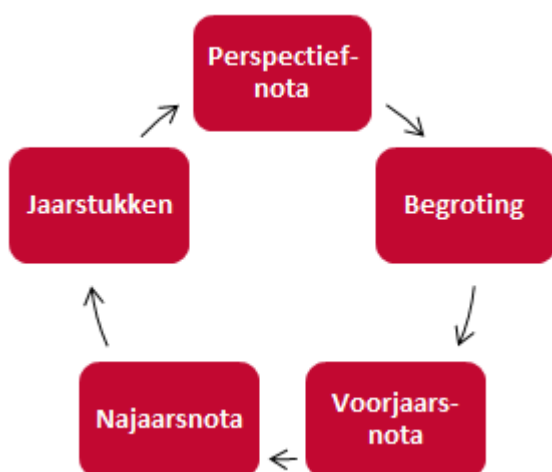 Perspectief-
nota
Begroting
Voorjaars-
nota
Najaarsnota
Jaarstukken